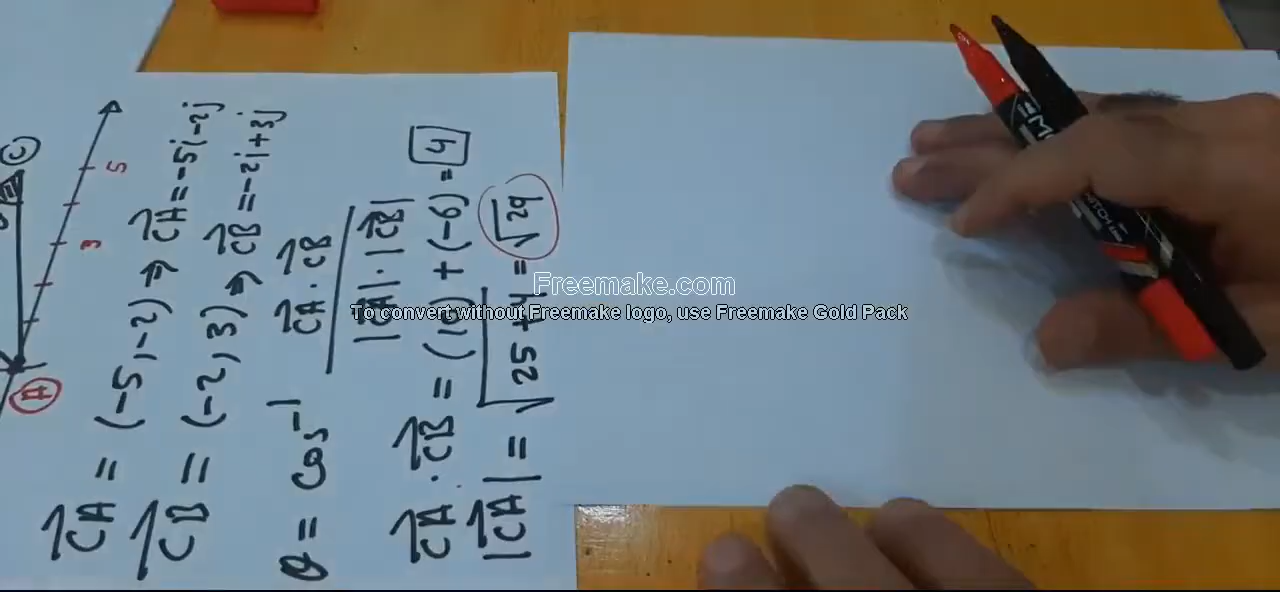 C
A
5
3
CA = (-5, -2) ⇒ CA = -5i - 2j
CB = (-2, 3) ⇒ CB = -2i + 3j
θ = cos⁻¹ CA · CB / |CA| · |CB|
CA · CB = (10) + (-6) = 4
|CA| = √25 + 4 = √29
Freemake.com
To convert without Freemake logo, use Freemake Gold Pack